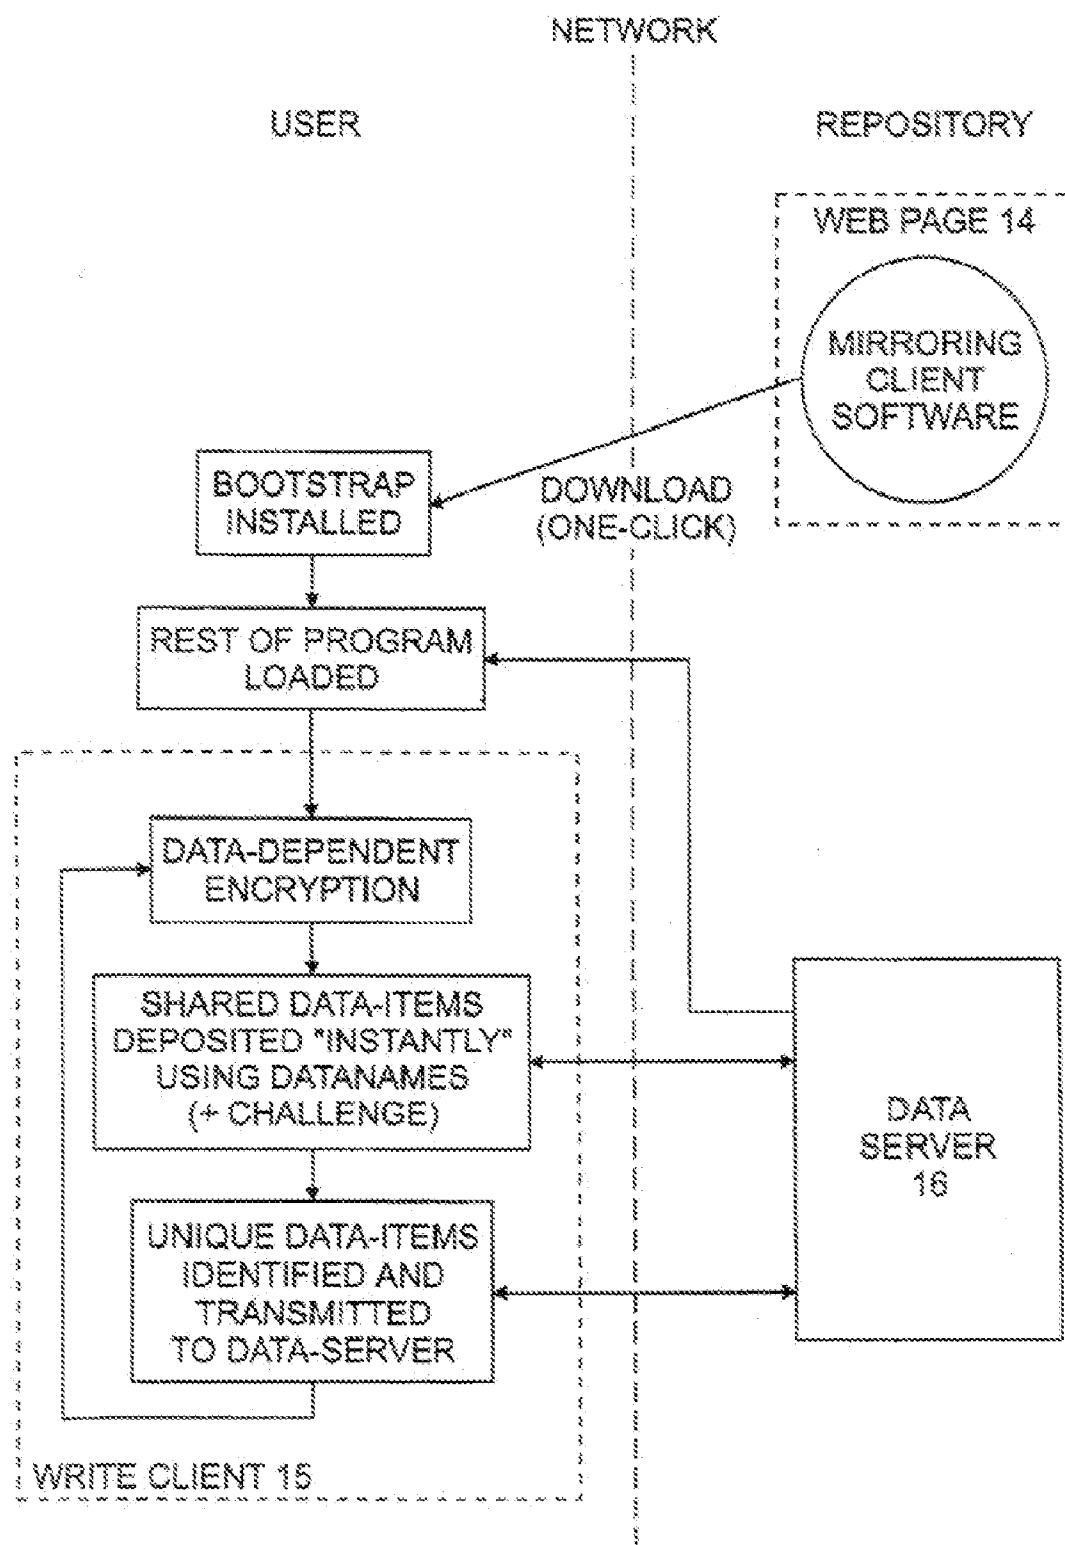 NETWORK
USER
REPOSITORY
WEB PAGE 14
MIRRORING
CLIENT
SOFTWARE
BOOTSTRAP
INSTALLED
DOWNLOAD
(ONE-CLICK)
REST OF PROGRAM
LOADED
DATA-DEPENDENT
ENCRYPTION
SHARED DATA-ITEMS
DEPOSITED "INSTANTLY"
USING DATANAMES
(+ CHALLENGE)
DATA
SERVER
16
UNIQUE DATA-ITEMS
IDENTIFIED AND
TRANSMITTED
TO DATA-SERVER
WRITE CLIENT 15